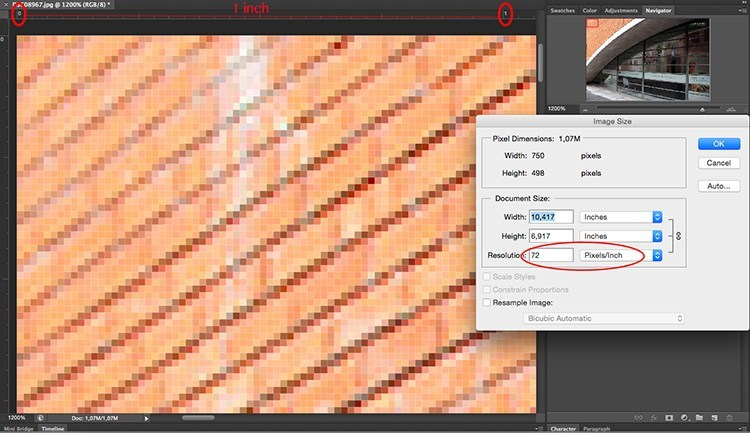 × D...08967.jpg @ 1200% (RGB/8) *
Swatches Color Adjustments Navigator
0 1 inch 1
1200%
Image Size
Pixel Dimensions: 1,07M
Width: 750 pixels
Height: 498 pixels
OK
Cancel
Auto...
Document Size:
Width: 10,417 Inches
Height: 6,917 Inches
Resolution: 72 Pixels/Inch
Scale Styles
Constrain Proportions
Resample Image:
Bicubic Automatic
1200% Doc: 1,07M/1,07M
Mini Bridge Timeline
Character Paragraph